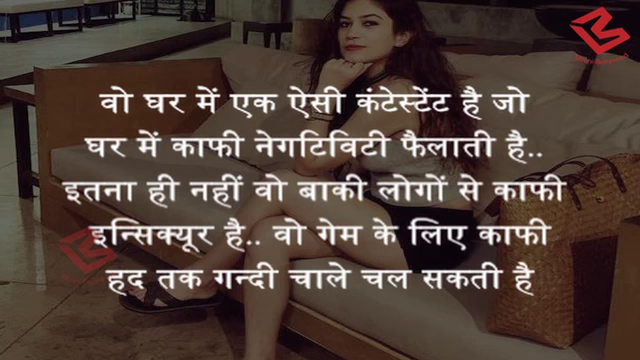 वो घर में एक ऐसी कंटेस्टेंट है जो
घर में काफी नेगटिविटी फैलाती है..
इतना ही नहीं वो बाकी लोगों से काफी
इन्सिक्यूर है.. वो गेम के लिए काफी
हद तक गन्दी चाले चल सकती है